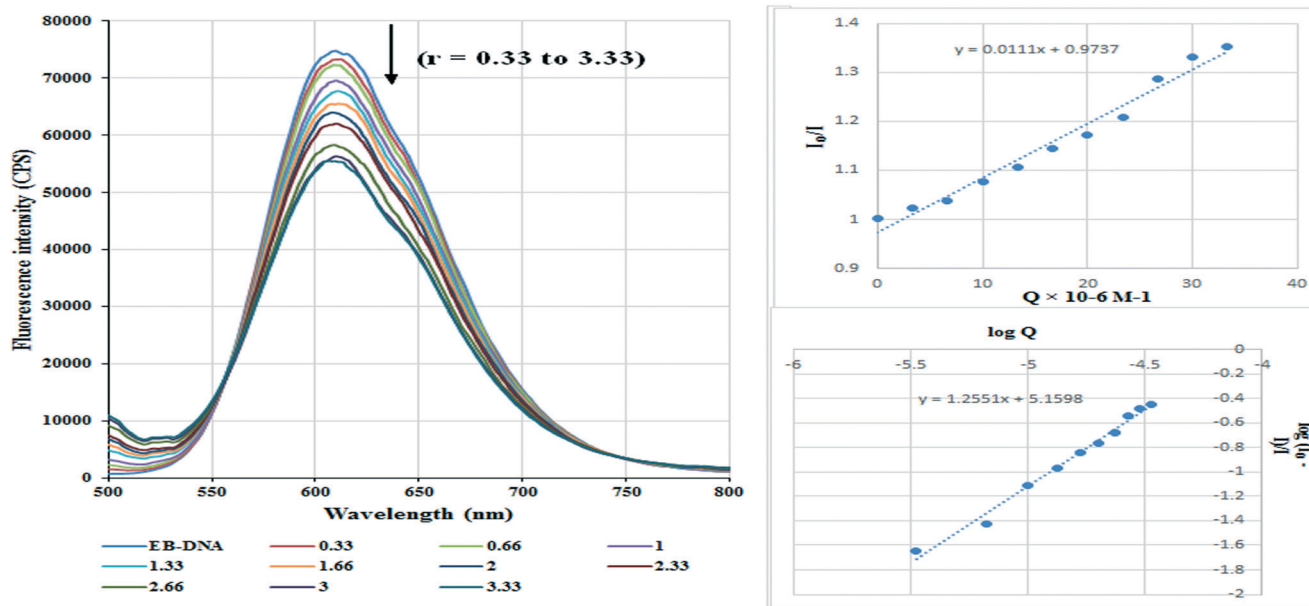 80000
70000
60000
50000
40000
30000
20000
10000
0
Fluorescence intensity (CPS)
(r = 0.33 to 3.33)
500 550 600 650 700 750 800
Wavelength (nm)
EB-DNA 0.33 0.66 1
1.33 1.66 2 2.33
2.66 3 3.33
1.4
1.3
1.2
1.1
1
0.9
I₀/I
y = 0.0111x + 0.9737
0 10 20 30 40
Q × 10-6 M-1
log Q
-6 -5.5 -5 -4.5 -4
0
-0.2
-0.4
-0.6
-0.8
-1
-1.2
-1.4
-1.6
-1.8
-2
y = 1.2551x + 5.1598